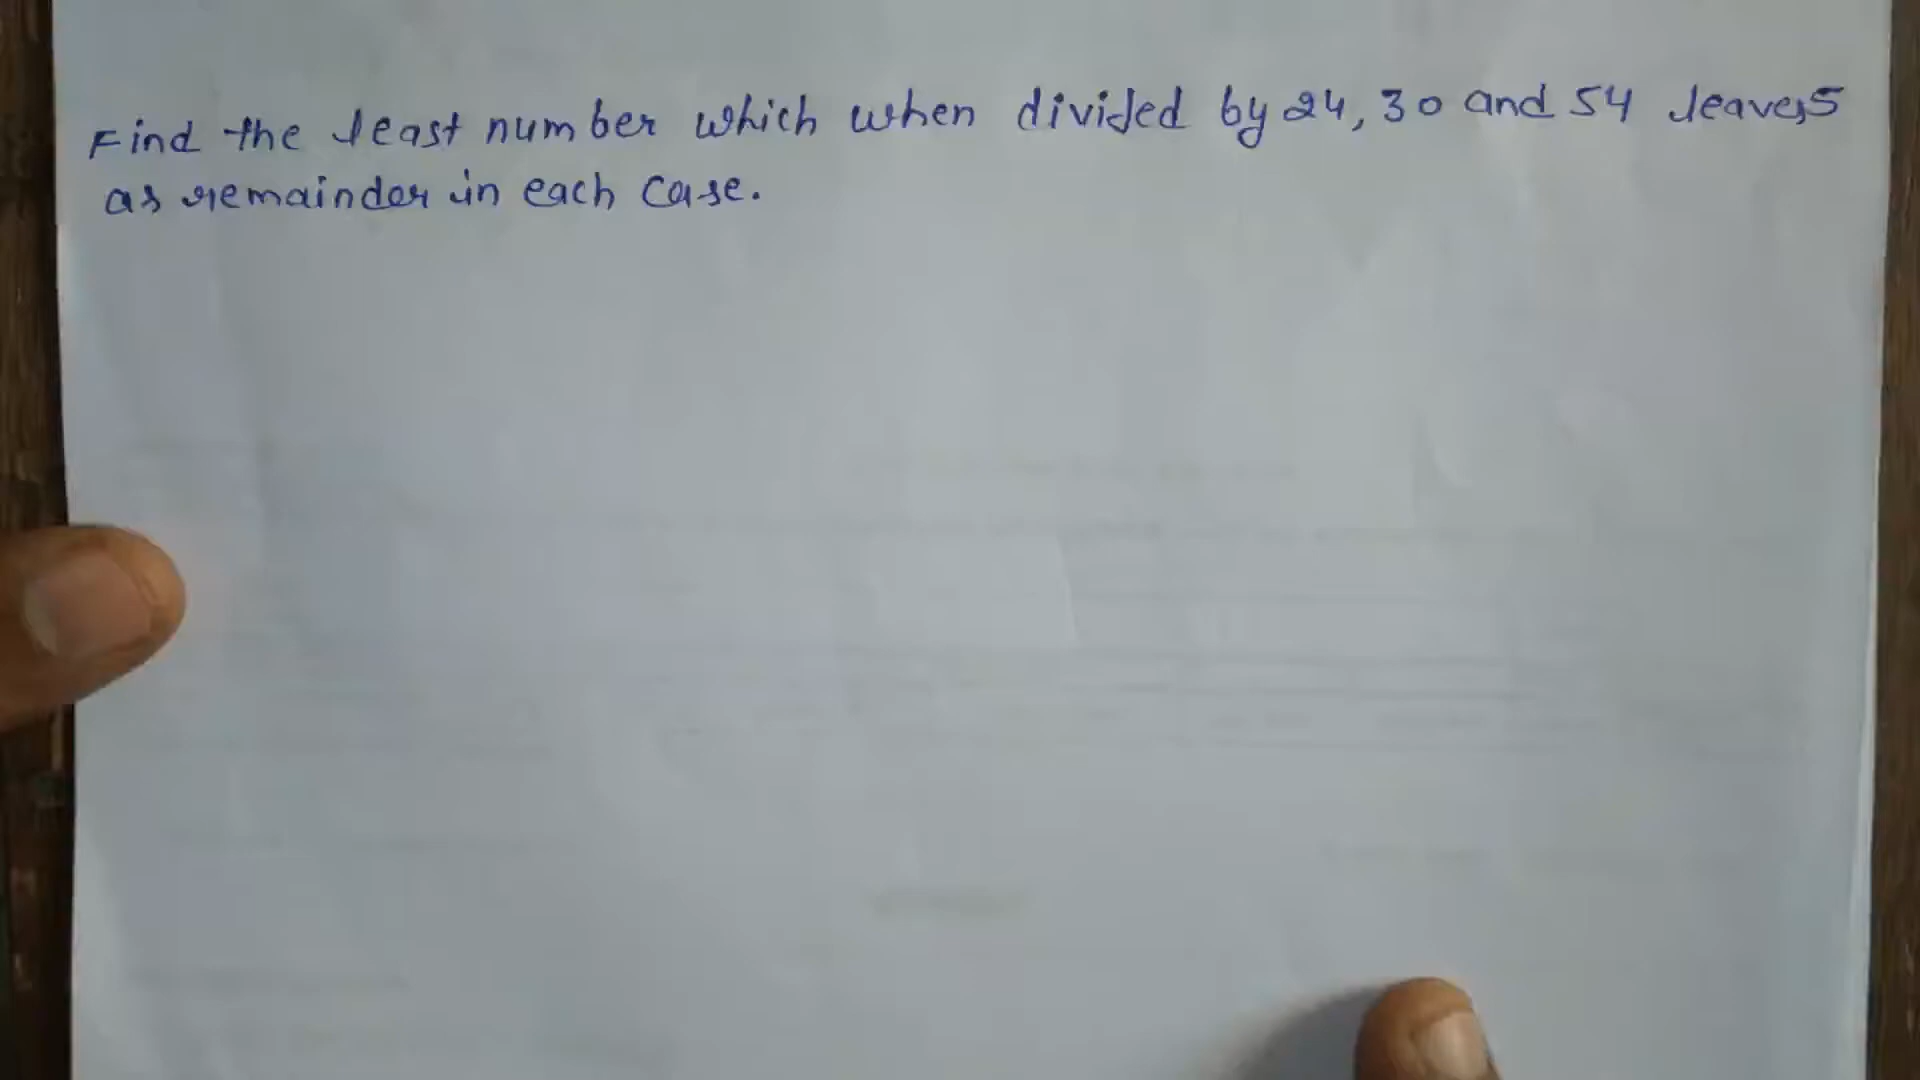 Find the least number which when divided by 24, 30 and 54 leaves 5
as remainder in each case.